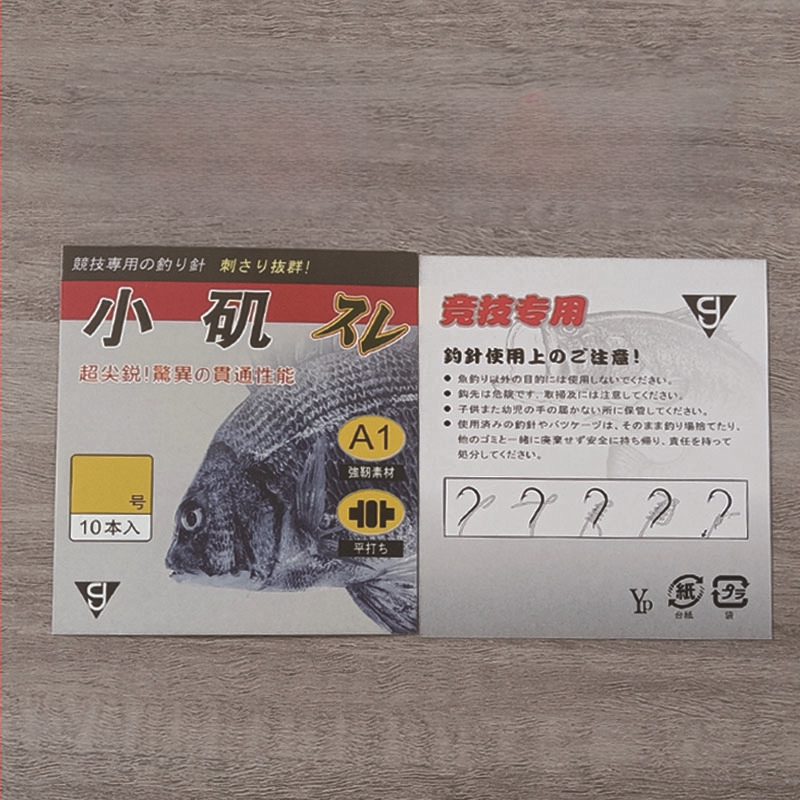 競技専用の釣り針 刺さり抜群!
小矶 スレ
超尖鋭!驚異の貫通性能
A1
強靭素材
号
10本入
平打ち
竞技专用
釣針使用上のご注意!
● 魚釣り以外の目的には使用しないでください。
● 鈎先は危険です,取掃及には注意してください。
● 子供また幼児の手の届かない所に保管してください。
● 使用済みの釣針やパツケーヅは、そのまま釣り場捨てたり、
他のゴミと一緒に廃棄せず安全に持ち帰り、責任を持って
処分してください。
Yp
紙
台紙
プラ
袋